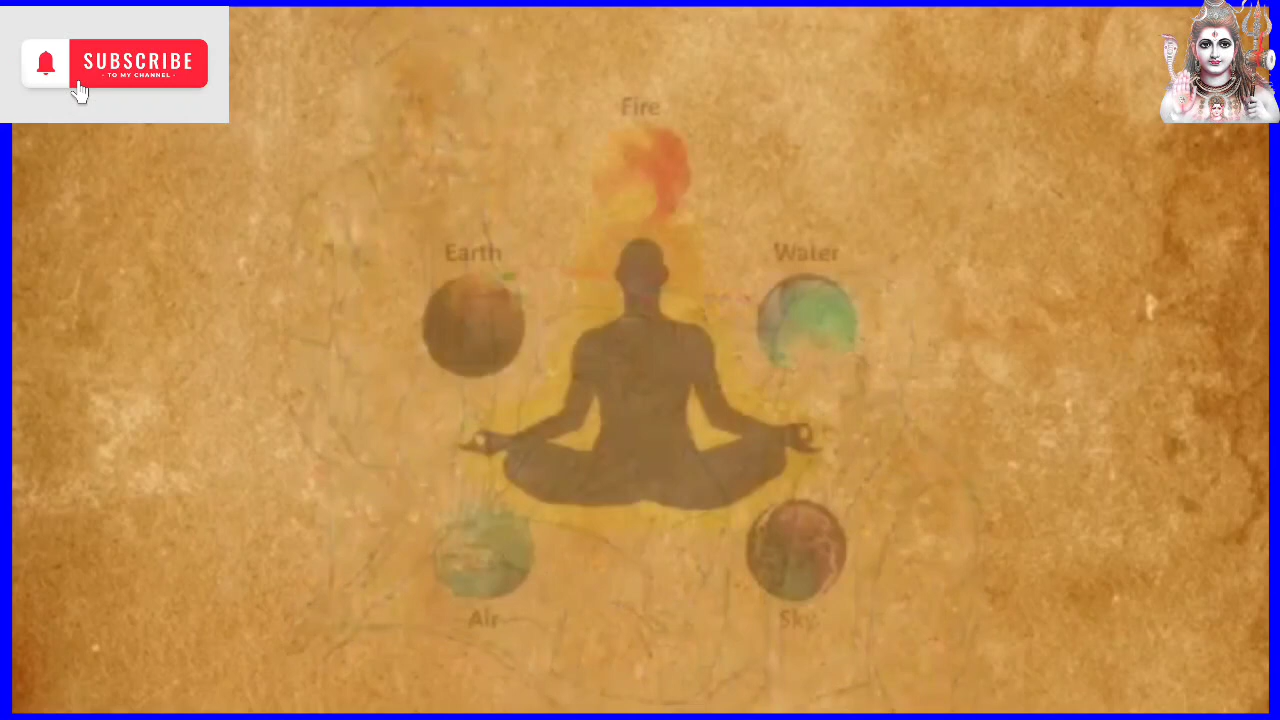 SUBSCRIBE
- TO MY CHANNEL -
Fire
Earth
Water
Air
Sky